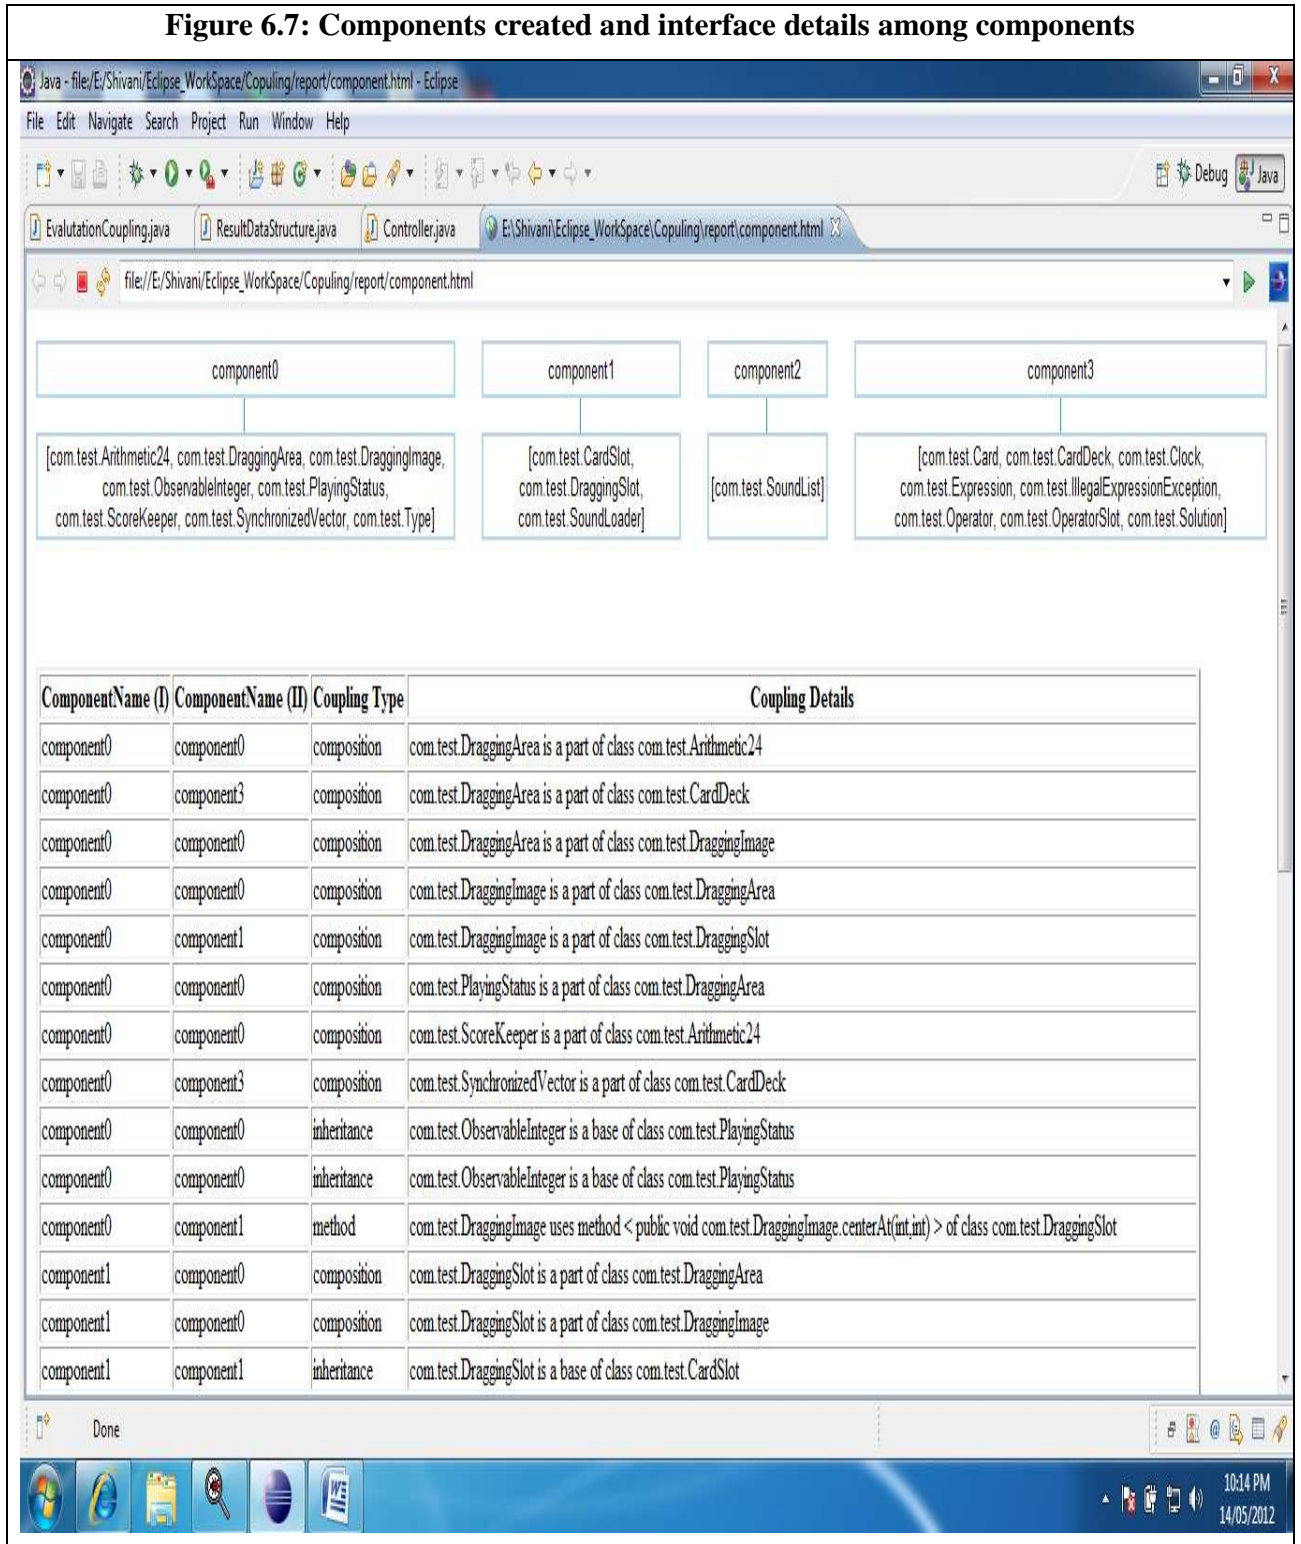 Figure 6.7: Components created and interface details among components
Java - file:/E:/Shivani/Eclipse_WorkSpace/Copuling/report/component.html - Eclipse
File Edit Navigate Search Project Run Window Help
Debug Java
EvalutationCoupling.java ResultDataStructure.java Controller.java E:\Shivani\Eclipse_WorkSpace\Copuling\report\component.html
file://E:/Shivani/Eclipse_WorkSpace/Copuling/report/component.html
component0 component1 component2 component3
[com.test.Arithmetic24, com.test.DraggingArea, com.test.DraggingImage,
com.test.ObservableInteger, com.test.PlayingStatus,
com.test.ScoreKeeper, com.test.SynchronizedVector, com.test.Type]
[com.test.CardSlot,
com.test.DraggingSlot,
com.test.SoundLoader]
[com.test.SoundList]
[com.test.Card, com.test.CardDeck, com.test.Clock,
com.test.Expression, com.test.IllegalExpressionException,
com.test.Operator, com.test.OperatorSlot, com.test.Solution]
ComponentName (I) ComponentName (II) Coupling Type Coupling Details
component0 component0 composition com.test.DraggingArea is a part of class com.test.Arithmetic24
component0 component3 composition com.test.DraggingArea is a part of class com.test.CardDeck
component0 component0 composition com.test.DraggingArea is a part of class com.test.DraggingImage
component0 component0 composition com.test.DraggingImage is a part of class com.test.DraggingArea
component0 component1 composition com.test.DraggingImage is a part of class com.test.DraggingSlot
component0 component0 composition com.test.PlayingStatus is a part of class com.test.DraggingArea
component0 component0 composition com.test.ScoreKeeper is a part of class com.test.Arithmetic24
component0 component3 composition com.test.SynchronizedVector is a part of class com.test.CardDeck
component0 component0 inheritance com.test.ObservableInteger is a base of class com.test.PlayingStatus
component0 component0 inheritance com.test.ObservableInteger is a base of class com.test.PlayingStatus
component0 component1 method com.test.DraggingImage uses method < public void com.test.DraggingImage.centerAt(int,int) > of class com.test.DraggingSlot
component1 component0 composition com.test.DraggingSlot is a part of class com.test.DraggingArea
component1 component0 composition com.test.DraggingSlot is a part of class com.test.DraggingImage
component1 component1 inheritance com.test.DraggingSlot is a base of class com.test.CardSlot
Done
10:14 PM
14/05/2012